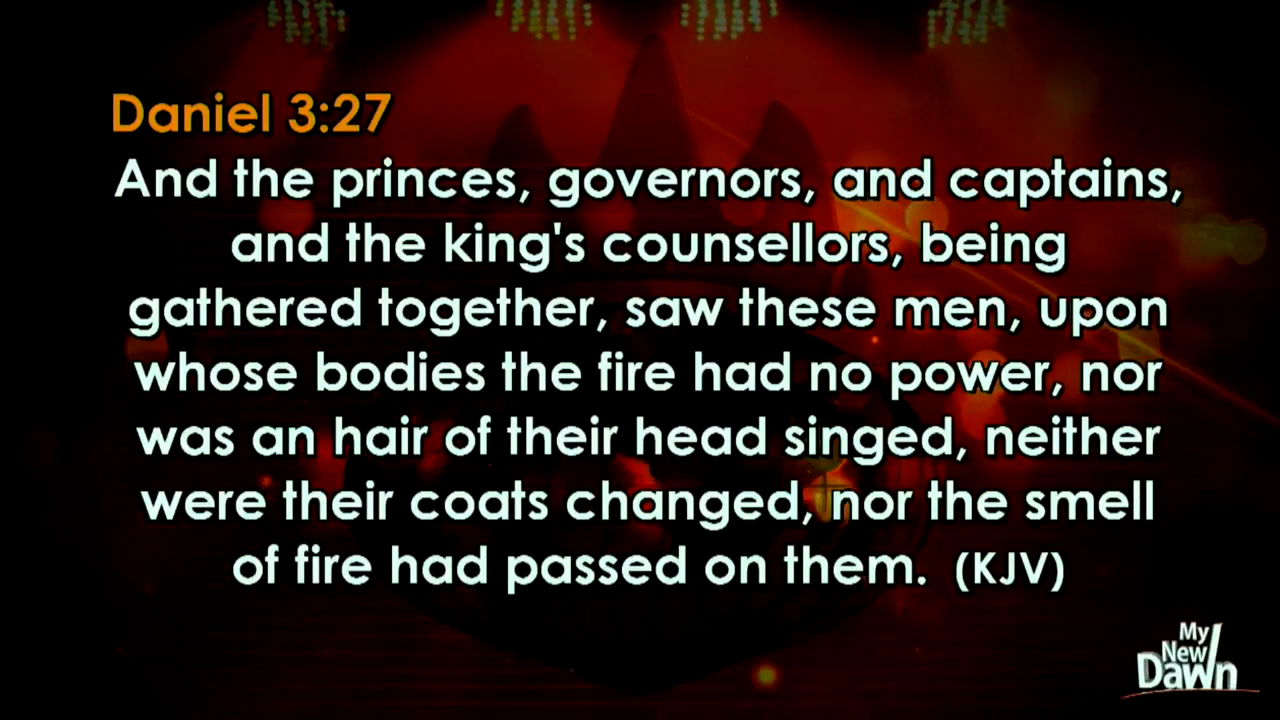 Daniel 3:27
And the princes, governors, and captains,
and the king's counsellors, being
gathered together, saw these men, upon
whose bodies the fire had no power, nor
was an hair of their head singed, neither
were their coats changed, nor the smell
of fire had passed on them. (KJV)
My
New
Dawn